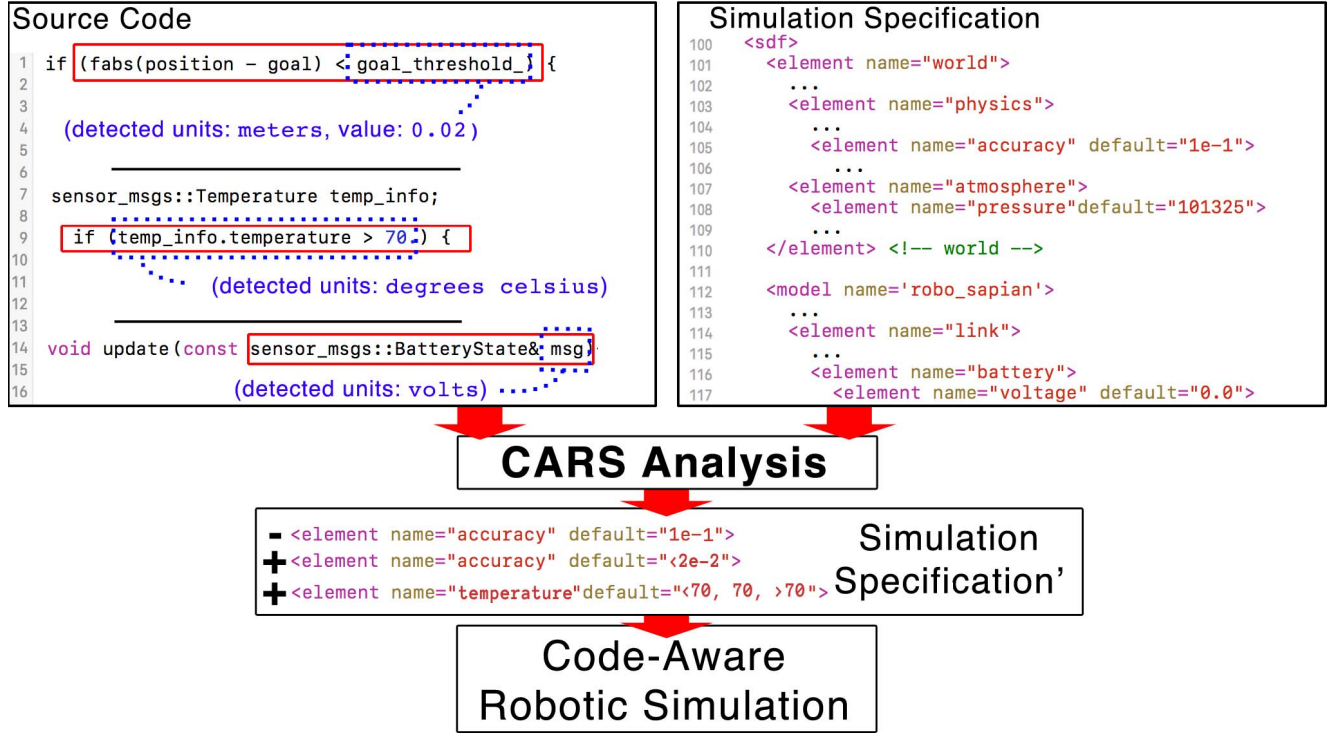 Source Code
1 if (fabs(position - goal) < goal_threshold_) {
2
3
4 (detected units: meters, value: 0.02)
5
6
7 sensor_msgs::Temperature temp_info;
8
9 if (temp_info.temperature > 70.) {
10
11 (detected units: degrees celsius)
12
13
14 void update(const sensor_msgs::BatteryState& msg)
15
16 (detected units: volts)
Simulation Specification
100 <sdf>
101 <element name="world">
102 ...
103 <element name="physics">
104 ...
105 <element name="accuracy" default="1e-1">
106 ...
107 <element name="atmosphere">
108 <element name="pressure"default="101325">
109 ...
110 </element> <!-- world -->
111
112 <model name='robo_sapian'>
113 ...
114 <element name="link">
115 ...
116 <element name="battery">
117 <element name="voltage" default="0.0">
CARS Analysis
- <element name="accuracy" default="1e-1">
+ <element name="accuracy" default="<2e-2">
+ <element name="temperature"default="<70, 70, >70">
Simulation
Specification’
Code-Aware
Robotic Simulation